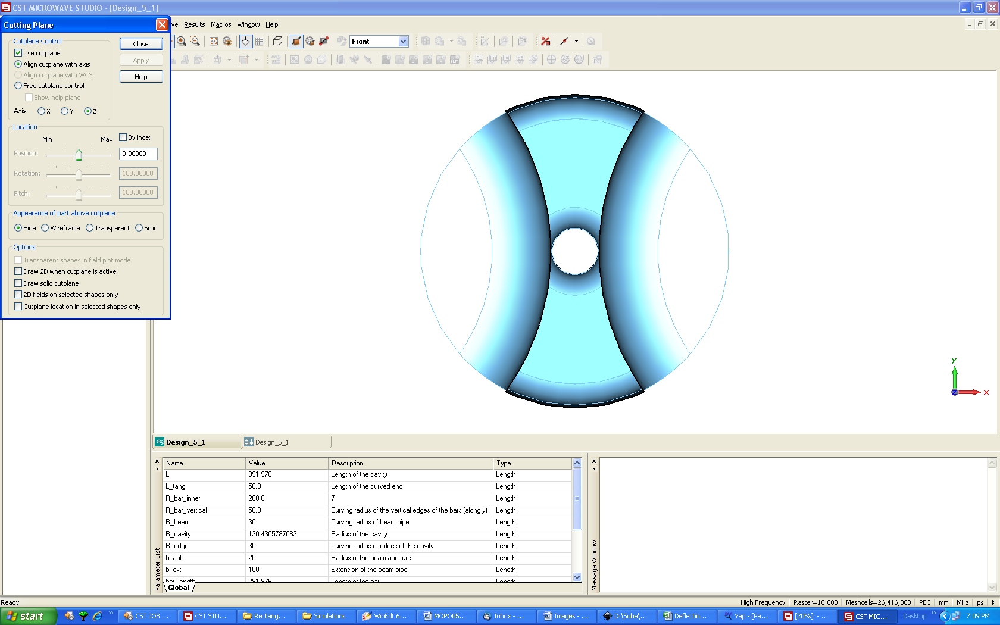 CST MICROWAVE STUDIO - [Design_5_1]
Cutting Plane
ve Results Macros Window Help
Cutplane Control
Use cutplane
Align cutplane with axis
Align cutplane with WCS
Free cutplane control
Show help plane
Axis: X Y Z
Close
Apply
Help
Front
Location
Min Max By index
Position: 0.00000
Rotation: 180.00000
Pitch: 180.00000
Appearance of part above cutplane
Hide Wireframe Transparent Solid
Options
Transparent shapes in field plot mode
Draw 2D when cutplane is active
Draw solid cutplane
2D fields on selected shapes only
Cutplane location in selected shapes only
y
z x
Design_5_1 Design_5_1
Parameter List
Name Value Description Type
L 391.976 Length of the cavity Length
L_tang 50.0 Length of the curved end Length
R_bar_inner 200.0 7 Length
R_bar_vertical 50.0 Curving radius of the vertical edges of the bars (along y) Length
R_beam 30 Curving radius of beam pipe Length
R_cavity 130.4305787082 Radius of the cavity Length
R_edge 30 Curving radius of edges of the cavity Length
b_apt 20 Radius of the beam aperture Length
b_ext 100 Extension of the beam pipe Length
bar_length 291.976 Length of the bar Length
Global
Message Window
Ready High Frequency Raster=10.000 Meshcells=26,416,000 PEC mm MHz ps K
start CST JOB ... CST STU... Rectang... Simulations WinEdt 6... MOPO05... Inbox - ... Images - ... D:\Suba\... Deflectin... Yap - [Pa... [20%] - ... CST MIC... Desktop 7:09 PM